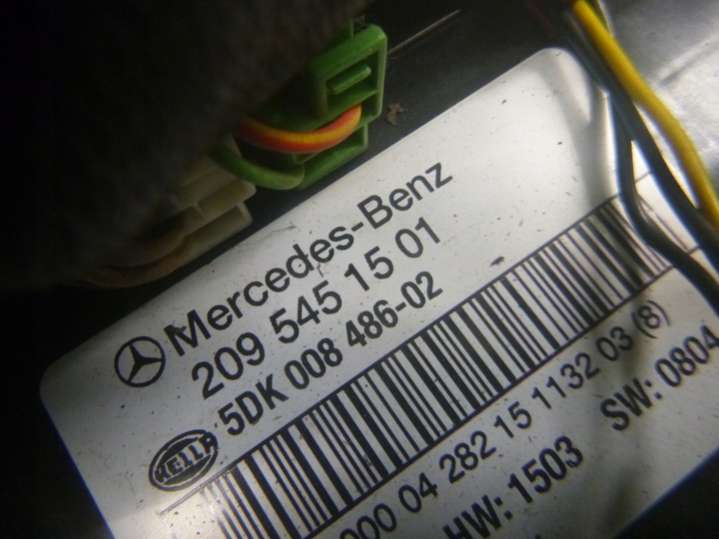 Mercedes-Benz
209 545 15 01
5DK 008 486-02
HELLA
000 04 282 15 1132 03 (8)
HW: 1503 SW: 0804